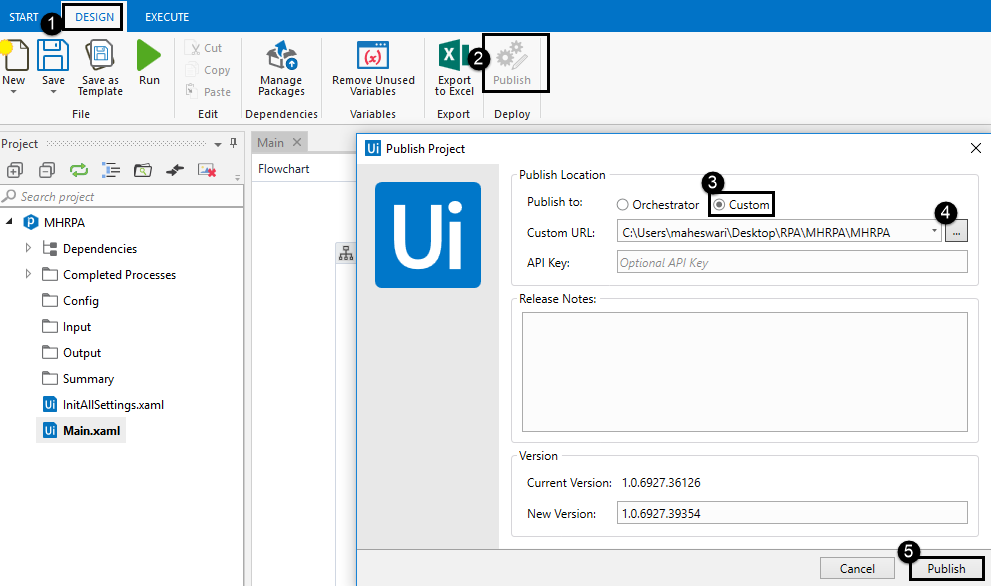 START
1
DESIGN
EXECUTE
New
Save
Save as Template
Run
File
Cut
Copy
Paste
Edit
Manage Packages
Dependencies
Remove Unused Variables
Variables
Export to Excel
Export
2
Publish
Deploy
Project
Search project
MHRPA
Dependencies
Completed Processes
Config
Input
Output
Summary
Ui InitAllSettings.xaml
Ui Main.xaml
Main
Flowchart
Ui Publish Project
Ui
Publish Location
3
Publish to: Orchestrator Custom
4
Custom URL: C:\Users\maheswari\Desktop\RPA\MHRPA\MHRPA ...
API Key: Optional API Key
Release Notes:
Version
Current Version: 1.0.6927.36126
New Version: 1.0.6927.39354
5
Cancel Publish